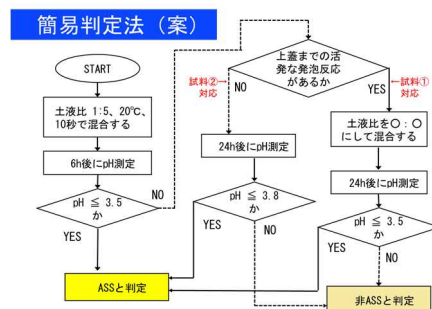 簡易判定法（案）
START
土液比 1:5、20℃、
10秒で混合する
6h後にpH測定
pH ≦ 3.5
か
NO
YES
上蓋までの活
発な発泡反応
があるか
試料②→
対応
NO
←試料①
対応
YES
24h後にpH測定
土液比を○：○
にして混合する
24h後にpH測定
pH ≦ 3.8
か
YES
NO
pH ≦ 3.5
か
YES
NO
ASSと判定
非ASSと判定